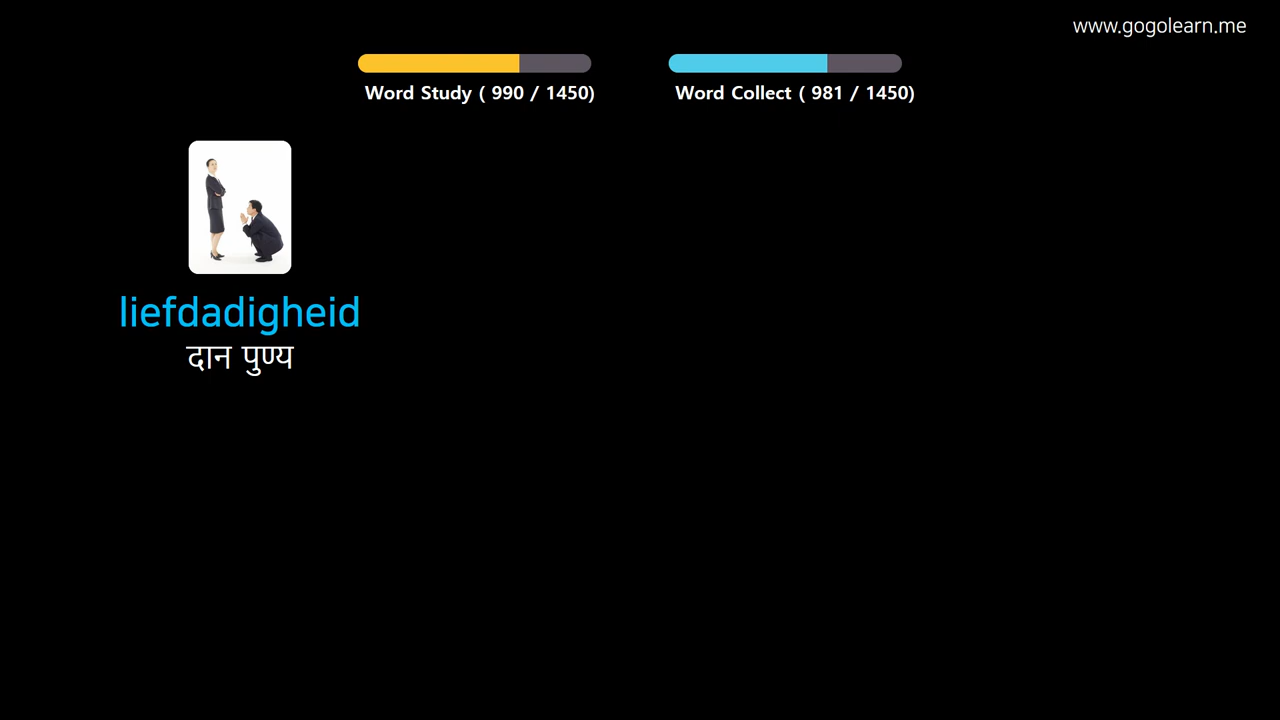 www.gogolearn.me
Word Study ( 990 / 1450)
Word Collect ( 981 / 1450)
liefdadigheid
दान पुण्य